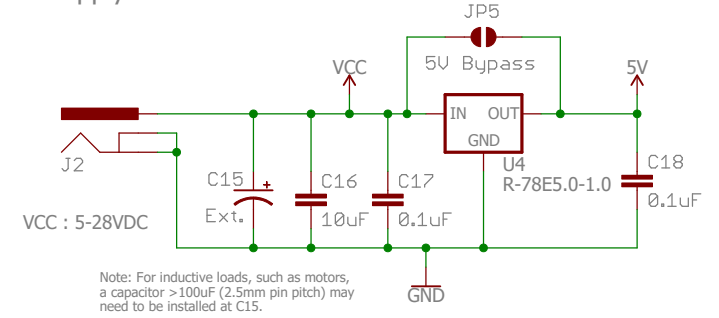 JP5
5V Bypass
VCC
5V
IN OUT
GND
U4
R-78E5.0-1.0
J2
C15
Ext.
C16
10uF
C17
0.1uF
C18
0.1uF
VCC : 5-28VDC
GND
Note: For inductive loads, such as motors,
a capacitor >100uF (2.5mm pin pitch) may
need to be installed at C15.